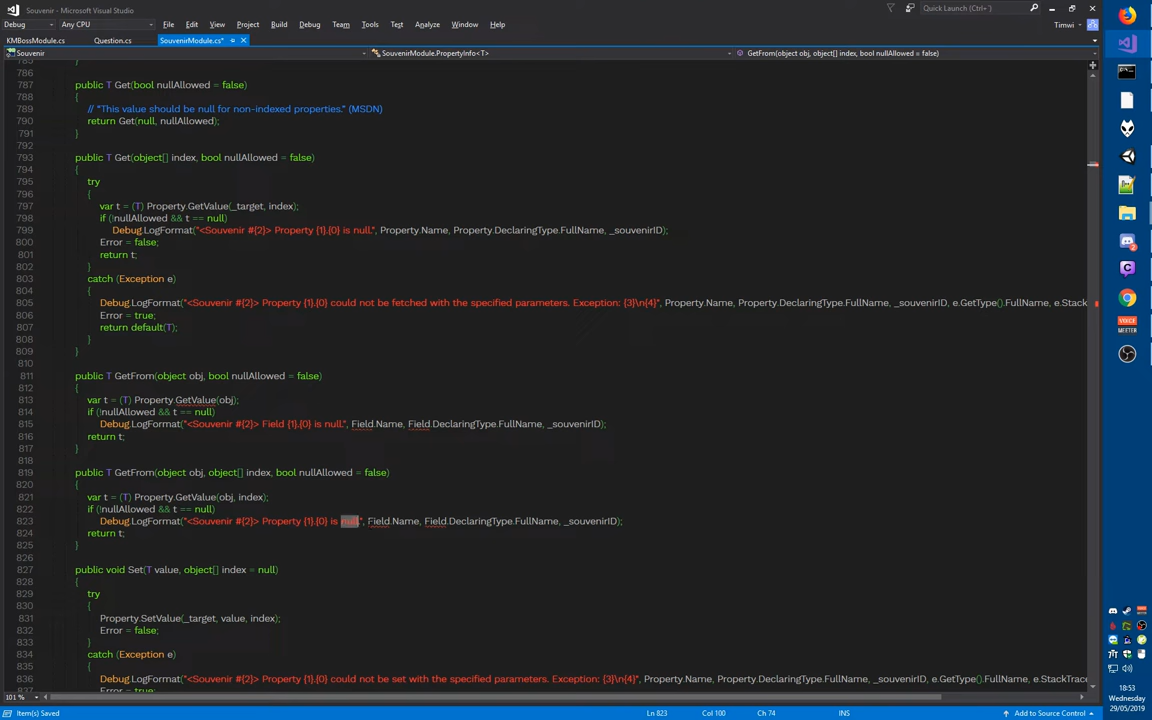 Souvenir - Microsoft Visual Studio
Quick Launch (Ctrl+`)
File Edit View Project Build Debug Team Tools Test Analyze Window Help
Timwi
Debug Any CPU
KMBossModule.cs Question.cs SouvenirModule.cs*
Souvenir SouvenirModule.PropertyInfo<T> GetFrom(object obj, object[] index, bool nullAllowed = false)
785 }
786
787 public T Get(bool nullAllowed = false)
788 {
789 // "This value should be null for non-indexed properties." (MSDN)
790 return Get(null, nullAllowed);
791 }
792
793 public T Get(object[] index, bool nullAllowed = false)
794 {
795 try
796 {
797 var t = (T) Property.GetValue(_target, index);
798 if (!nullAllowed && t == null)
799 Debug.LogFormat("<Souvenir #{2}> Property {1}.{0} is null.", Property.Name, Property.DeclaringType.FullName, _souvenirID);
800 Error = false;
801 return t;
802 }
803 catch (Exception e)
804 {
805 Debug.LogFormat("<Souvenir #{2}> Property {1}.{0} could not be fetched with the specified parameters. Exception: {3}\n{4}", Property.Name, Property.DeclaringType.FullName, _souvenirID, e.GetType().FullName, e.Stack
806 Error = true;
807 return default(T);
808 }
809 }
810
811 public T GetFrom(object obj, bool nullAllowed = false)
812 {
813 var t = (T) Property.GetValue(obj);
814 if (!nullAllowed && t == null)
815 Debug.LogFormat("<Souvenir #{2}> Field {1}.{0} is null.", Field.Name, Field.DeclaringType.FullName, _souvenirID);
816 return t;
817 }
818
819 public T GetFrom(object obj, object[] index, bool nullAllowed = false)
820 {
821 var t = (T) Property.GetValue(obj, index);
822 if (!nullAllowed && t == null)
823 Debug.LogFormat("<Souvenir #{2}> Property {1}.{0} is null.", Field.Name, Field.DeclaringType.FullName, _souvenirID);
824 return t;
825 }
826
827 public void Set(T value, object[] index = null)
828 {
829 try
830 {
831 Property.SetValue(_target, value, index);
832 Error = false;
833 }
834 catch (Exception e)
835 {
836 Debug.LogFormat("<Souvenir #{2}> Property {1}.{0} could not be set with the specified parameters. Exception: {3}\n{4}", Property.Name, Property.DeclaringType.FullName, _souvenirID, e.GetType().FullName, e.StackTrace
837 Error = true;
101 %
Item(s) Saved Ln 823 Col 100 Ch 74 INS Add to Source Control
VOICE
MEETER
18:53
Wednesday
29/05/2019